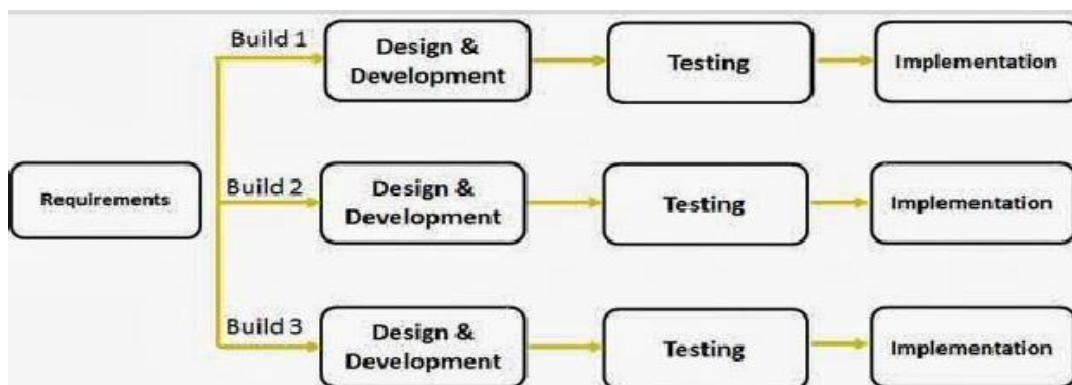 Build 1
Design &
Development
Testing
Implementation
Requirements
Build 2
Design &
Development
Testing
Implementation
Build 3
Design &
Development
Testing
Implementation